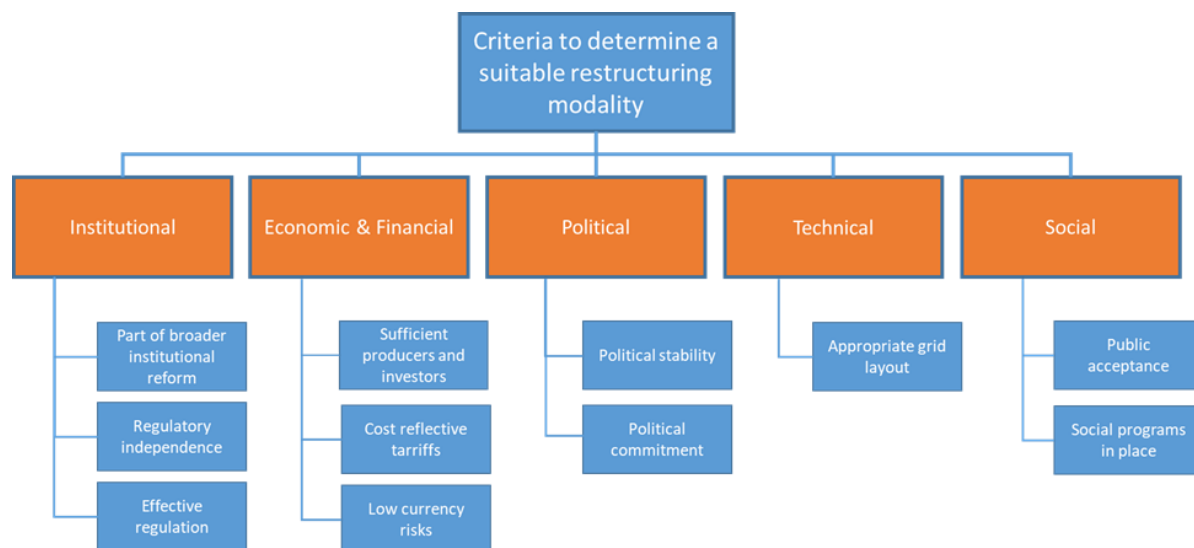 Criteria to determine a
suitable restructuring
modality
Institutional
Economic & Financial
Political
Technical
Social
Part of broader
institutional
reform
Regulatory
independence
Effective
regulation
Sufficient
producers and
investors
Cost reflective
tarriffs
Low currency
risks
Political stability
Political
commitment
Appropriate grid
layout
Public
acceptance
Social programs
in place